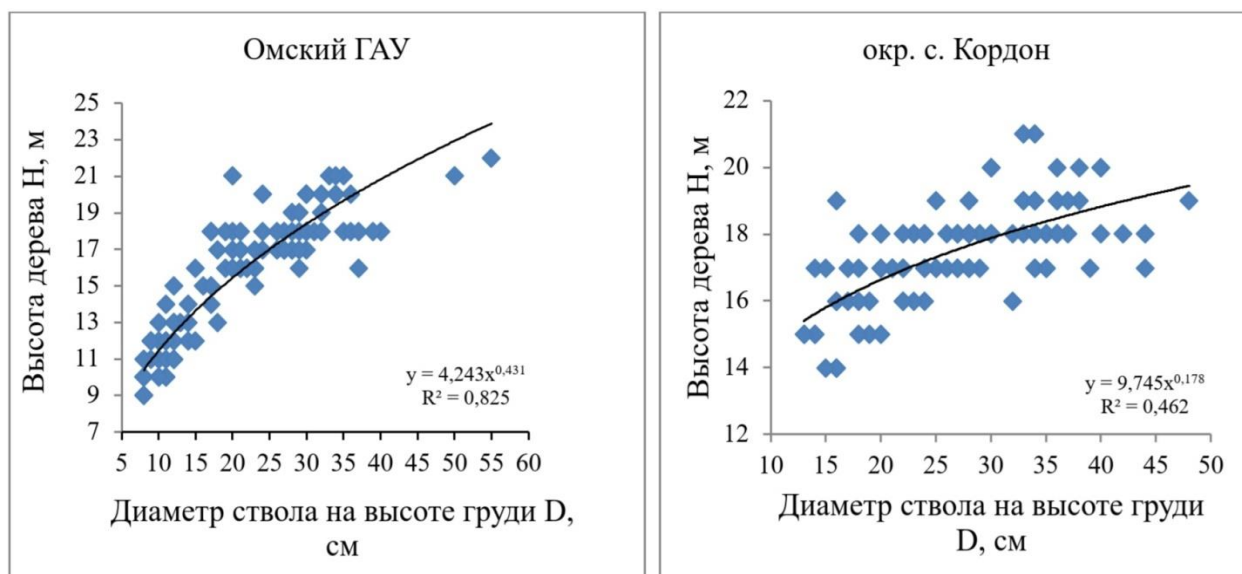 Омский ГАУ
Высота дерева Н, м
25
23
21
19
17
15
13
11
9
7
y = 4,243x^0,431
R² = 0,825
5 10 15 20 25 30 35 40 45 50 55 60
Диаметр ствола на высоте груди D,
см
окр. с. Кордон
Высота дерева Н, м
22
20
18
16
14
12
y = 9,745x^0,178
R² = 0,462
10 15 20 25 30 35 40 45 50
Диаметр ствола на высоте груди
D, см